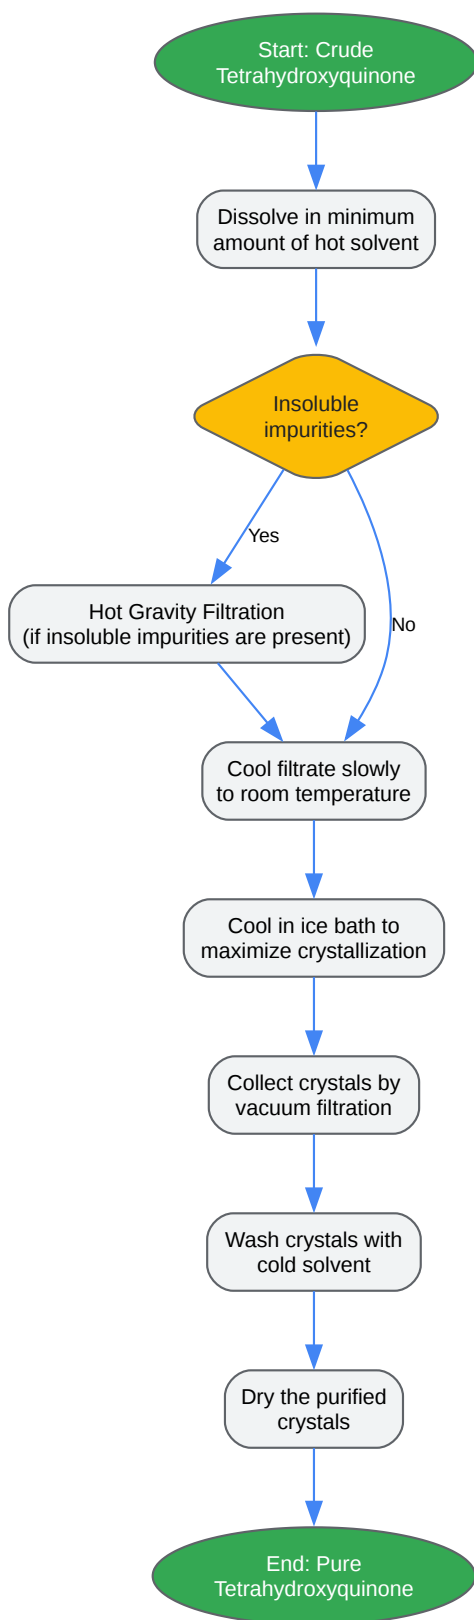 Start: Crude
Tetrahydroxyquinone
Dissolve in minimum
amount of hot solvent
Insoluble
impurities?
Yes
Hot Gravity Filtration
(if insoluble impurities are present)
No
Cool filtrate slowly
to room temperature
Cool in ice bath to
maximize crystallization
Collect crystals by
vacuum filtration
Wash crystals with
cold solvent
Dry the purified
crystals
End: Pure
Tetrahydroxyquinone